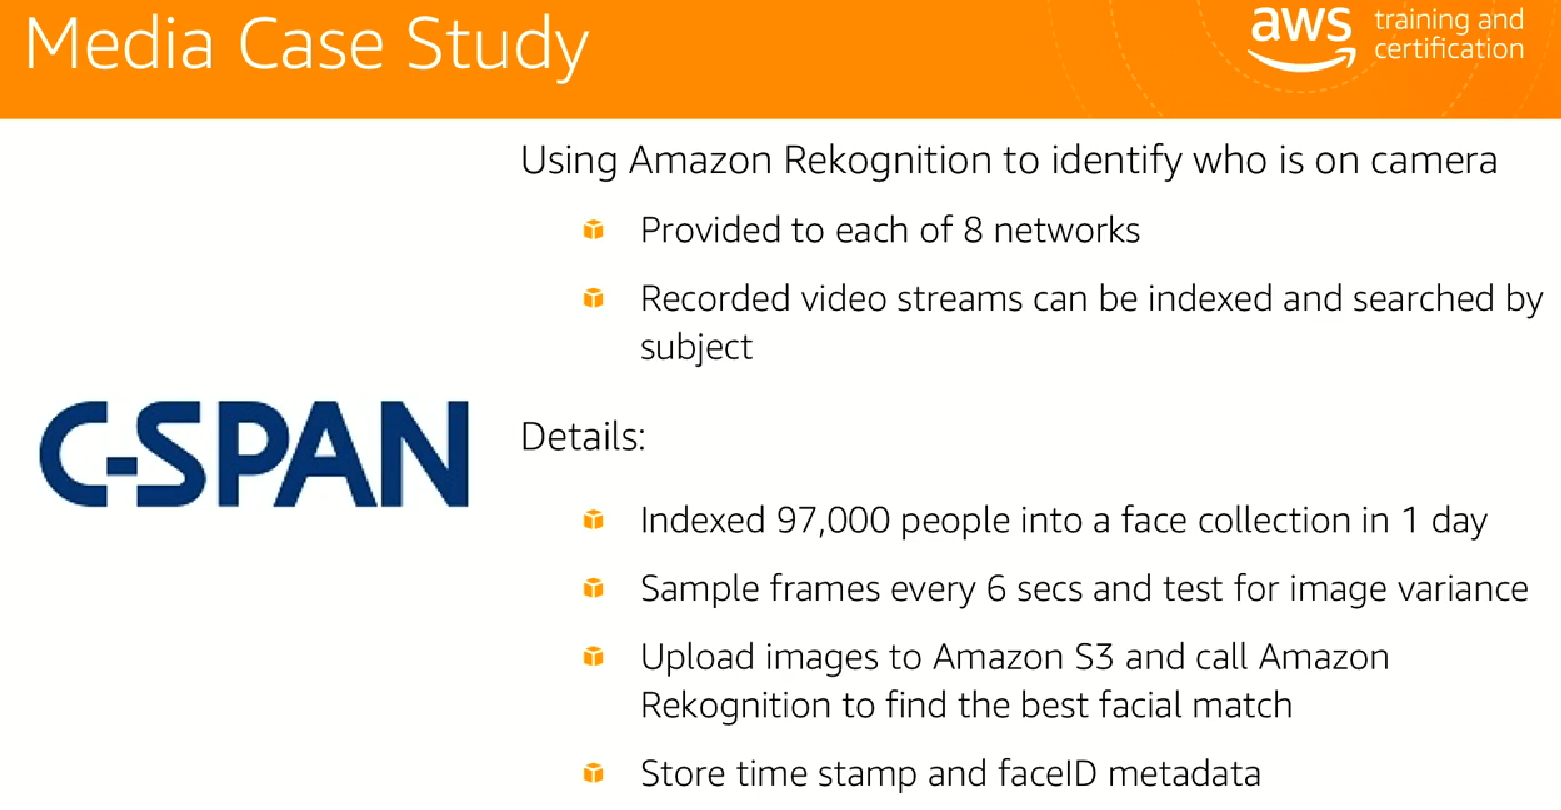 Media Case Study
aws training and
certification
Using Amazon Rekognition to identify who is on camera
Provided to each of 8 networks
Recorded video streams can be indexed and searched by
subject
C-SPAN
Details:
Indexed 97,000 people into a face collection in 1 day
Sample frames every 6 secs and test for image variance
Upload images to Amazon S3 and call Amazon
Rekognition to find the best facial match
Store time stamp and faceID metadata